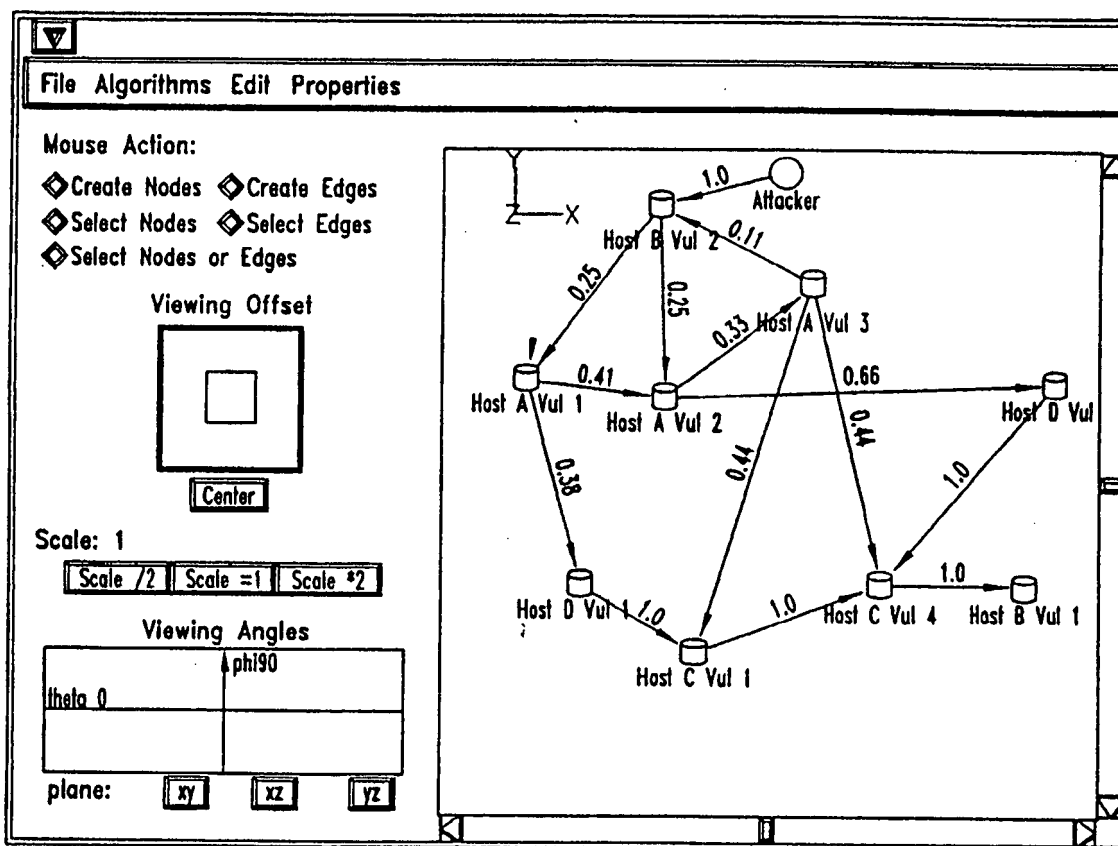 File Algorithms Edit Properties
Mouse Action:
Create Nodes Create Edges
Select Nodes Select Edges
Select Nodes or Edges
Viewing Offset
Center
Scale: 1
Scale /2 Scale =1 Scale *2
Viewing Angles
phi90
theta 0
plane: xy xz yz
Y
Z X
1.0
Attacker
Host B Vul 2
0.11
0.25
0.25
Host A Vul 3
0.33
0.41
0.66
Host A Vul 1
Host A Vul 2
Host D Vul
0.44
0.44
0.38
1.0
Host D Vul 1
1.0
1.0
1.0
Host C Vul 4
Host B Vul 1
Host C Vul 1